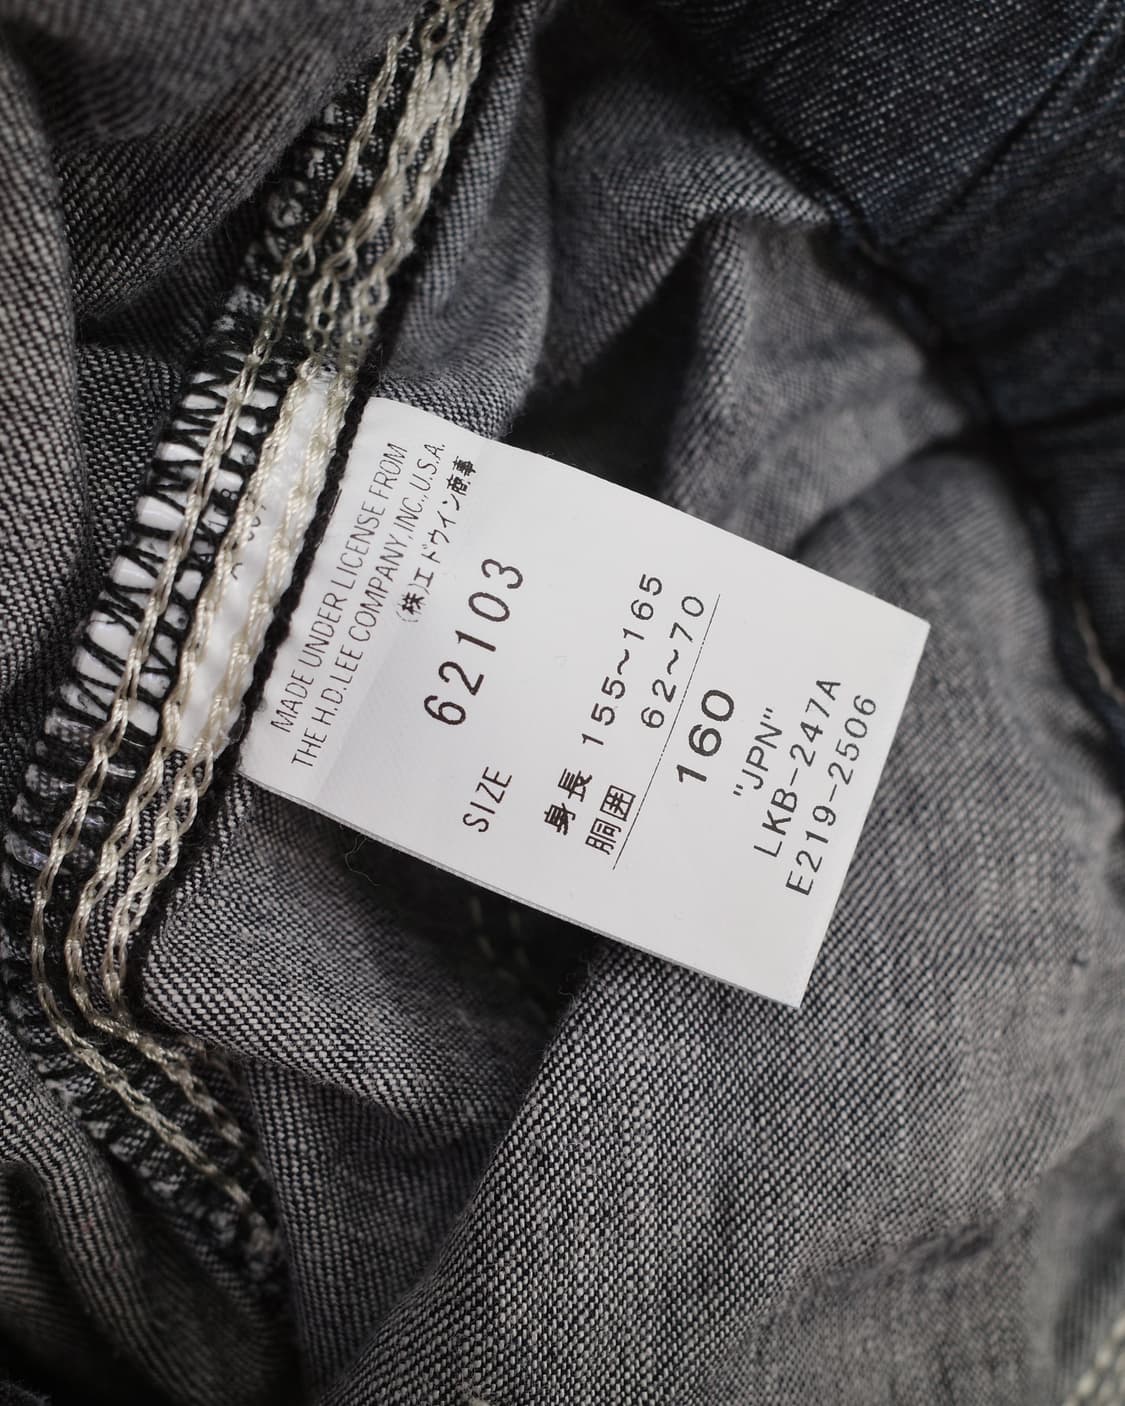 MADE UNDER LICENSE FROM
THE H.D.LEE COMPANY,INC.,U.S.A.
(株)エドウイン商事
62103
SIZE
身長 155~165
胴囲 62~70
160
"JPN"
LKB-247A
E219-2506